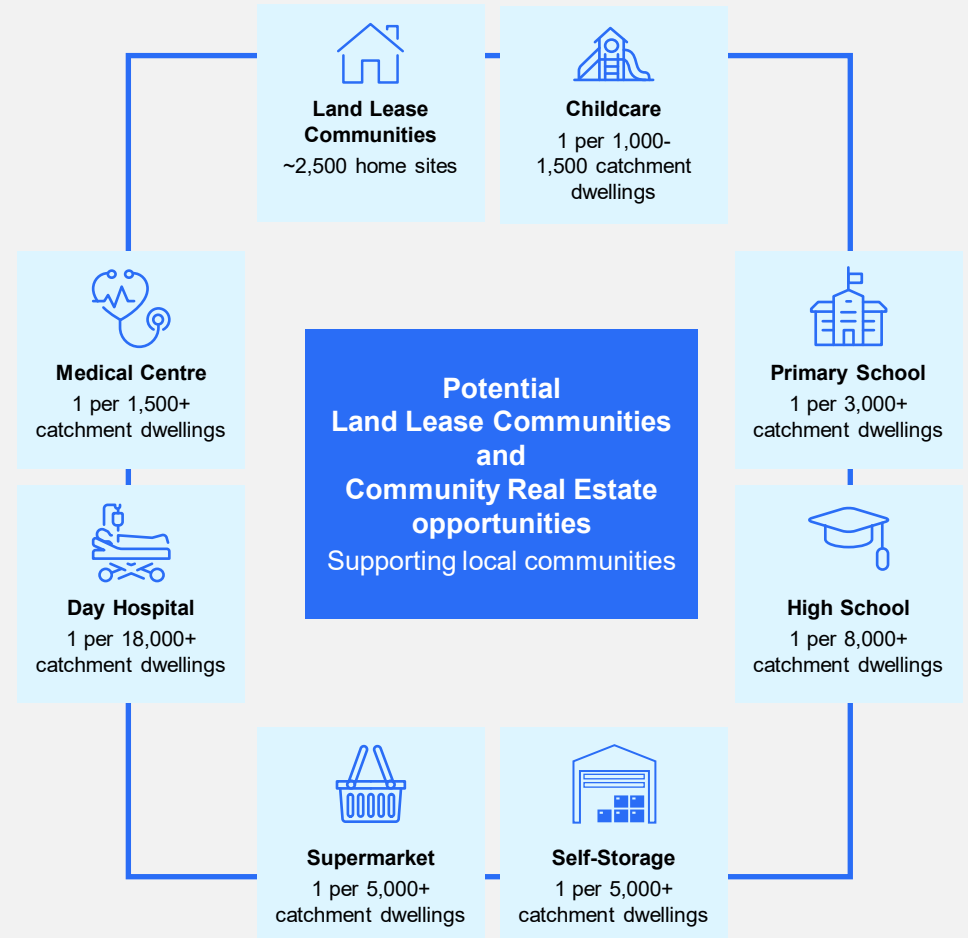 Land Lease
Communities
~2,500 home sites
Childcare
1 per 1,000-
1,500 catchment
dwellings
Medical Centre
1 per 1,500+
catchment dwellings
Potential
Land Lease Communities
and
Community Real Estate
opportunities
Supporting local communities
Primary School
1 per 3,000+
catchment dwellings
Day Hospital
1 per 18,000+
catchment dwellings
High School
1 per 8,000+
catchment dwellings
Supermarket
1 per 5,000+
catchment dwellings
Self-Storage
1 per 5,000+
catchment dwellings